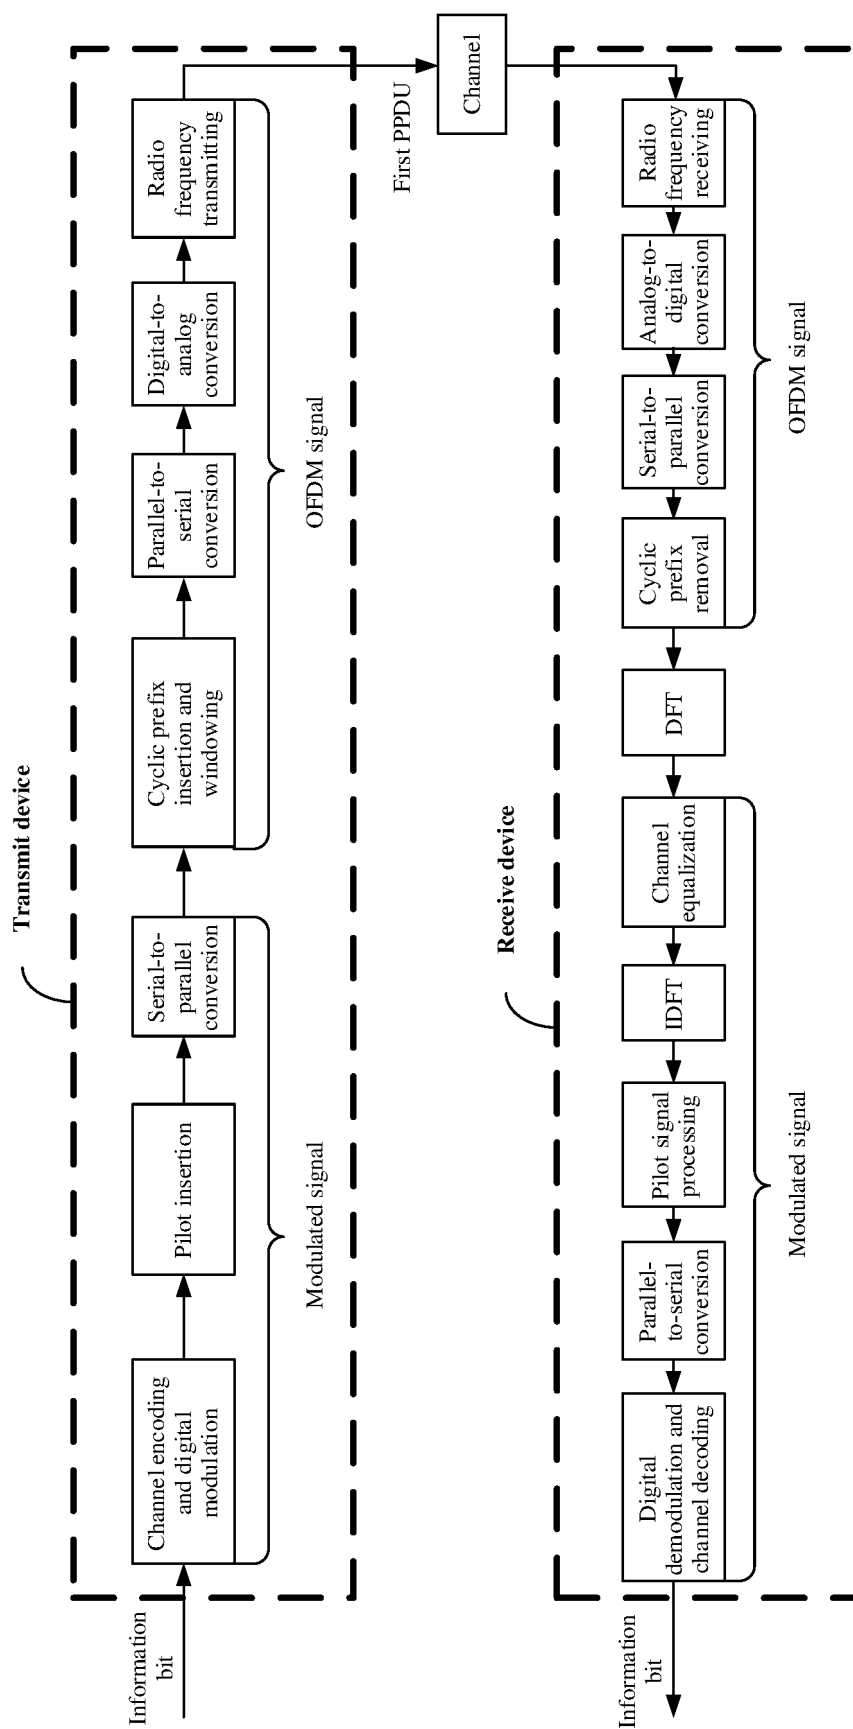 Transmit device
Information
bit
Channel encoding
and digital
modulation
Pilot insertion
Serial-to-
parallel
conversion
Cyclic prefix
insertion and
windowing
Parallel-to-
serial
conversion
Digital-to-
analog
conversion
Radio
frequency
transmitting
Modulated signal
OFDM signal
First PPDU
Channel
Receive device
Information
bit
Digital
demodulation and
channel decoding
Parallel-
to-serial
conversion
Pilot signal
processing
IDFT
Channel
equalization
DFT
Cyclic
prefix
removal
Serial-to-
parallel
conversion
Analog-to-
digital
conversion
Radio
frequency
receiving
Modulated signal
OFDM signal